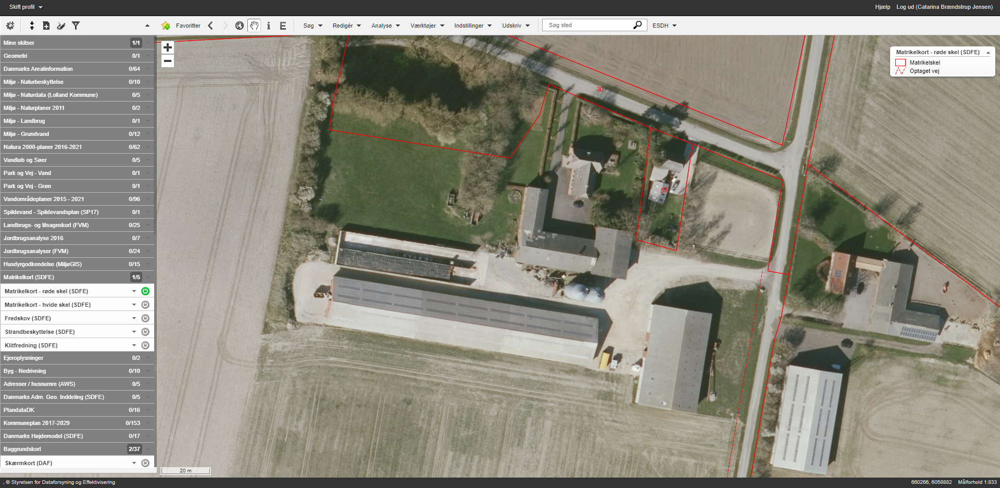 Skift profil
Hjælp Log ud (Catarina Brændstrup Jensen)
Favoritter
i E
Søg Redigér Analyse Værktøjer Indstillinger Udskriv
Søg sted
ESDH
Mine skitser 1/1
Geometri 0/1
Danmarks Arealinformation 0/64
Miljø - Naturbeskyttelse 0/10
Miljø - Naturdata (Lolland Kommune) 0/5
Miljø - Naturplaner 2011 0/2
Miljø - Landbrug 0/1
Miljø - Grundvand 0/12
Natura 2000-planer 2016-2021 0/62
Vandløb og Søer 0/5
Park og Vej - Vand 0/1
Park og Vej - Grøn 0/1
Vandområdeplaner 2015 - 2021 0/96
Spildevand - Spildevandsplan (SP17) 0/1
Landbrugs- og tilsagnskort (FVM) 0/25
Jordbrugsanalyse 2016 0/7
Jordbrugsanalyser (FVM) 0/24
Husdyrgodkendelse (MiljøGIS) 0/15
Matrikelkort (SDFE) 1/5
Matrikelkort - røde skel (SDFE)
Matrikelkort - hvide skel (SDFE)
Fredskov (SDFE)
Strandbeskyttelse (SDFE)
Klitfredning (SDFE)
Ejeroplysninger 0/2
Byg - Nedrivning 0/10
Adresser / husnumre (AWS) 0/5
Danmarks Adm. Geo. Inddeling (SDFE) 0/5
PlandataDK 0/16
Kommuneplan 2017-2029 0/153
Danmarks Højdemodel (SDFE) 0/17
Baggrundskort 2/37
Skærmkort (DAF)
Matrikelkort - røde skel (SDFE)
Matrikelskel
Optaget vej
30
20 m
, © Styrelsen for Dataforsyning og Effektivisering
660266, 6058882 Målforhold 1:833